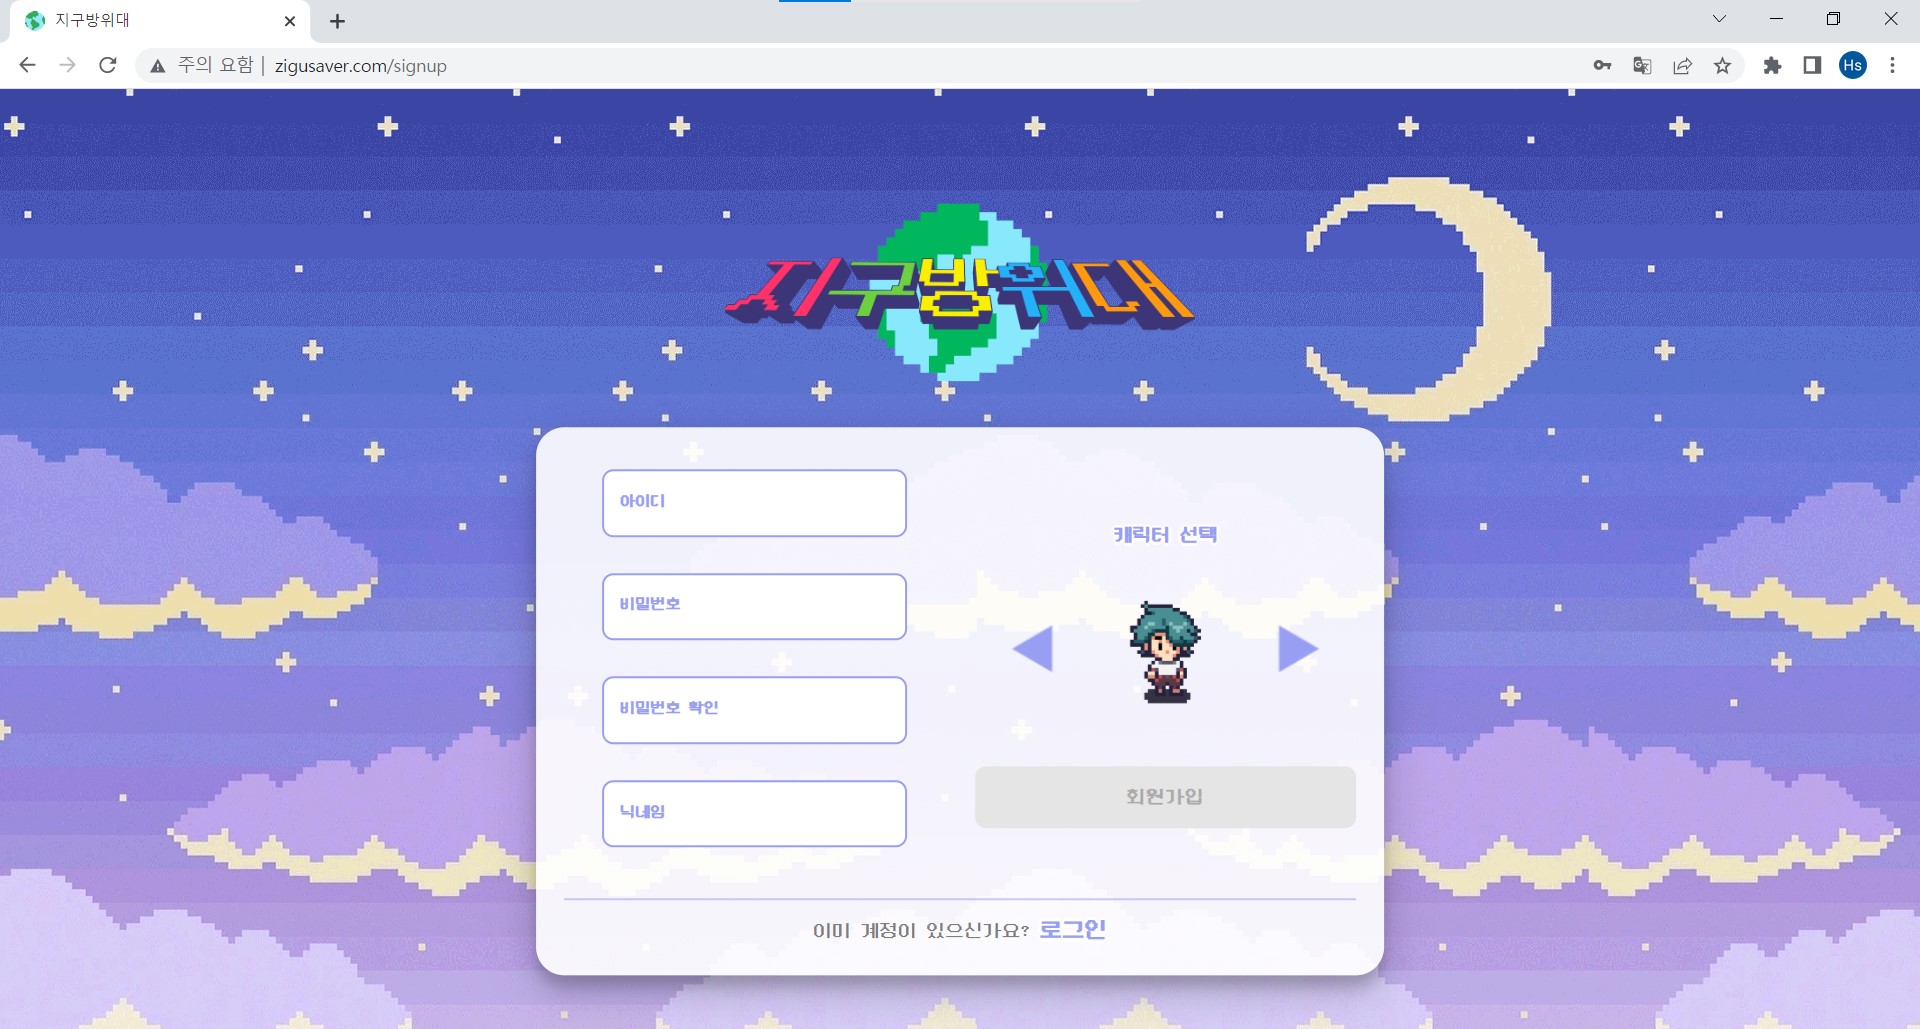 지구방위대
주의 요함 | zigusaver.com/signup
Hs
지구방위대
아이디
비밀번호
비밀번호 확인
닉네임
캐릭터 선택
회원가입
이미 계정이 있으신가요? 로그인